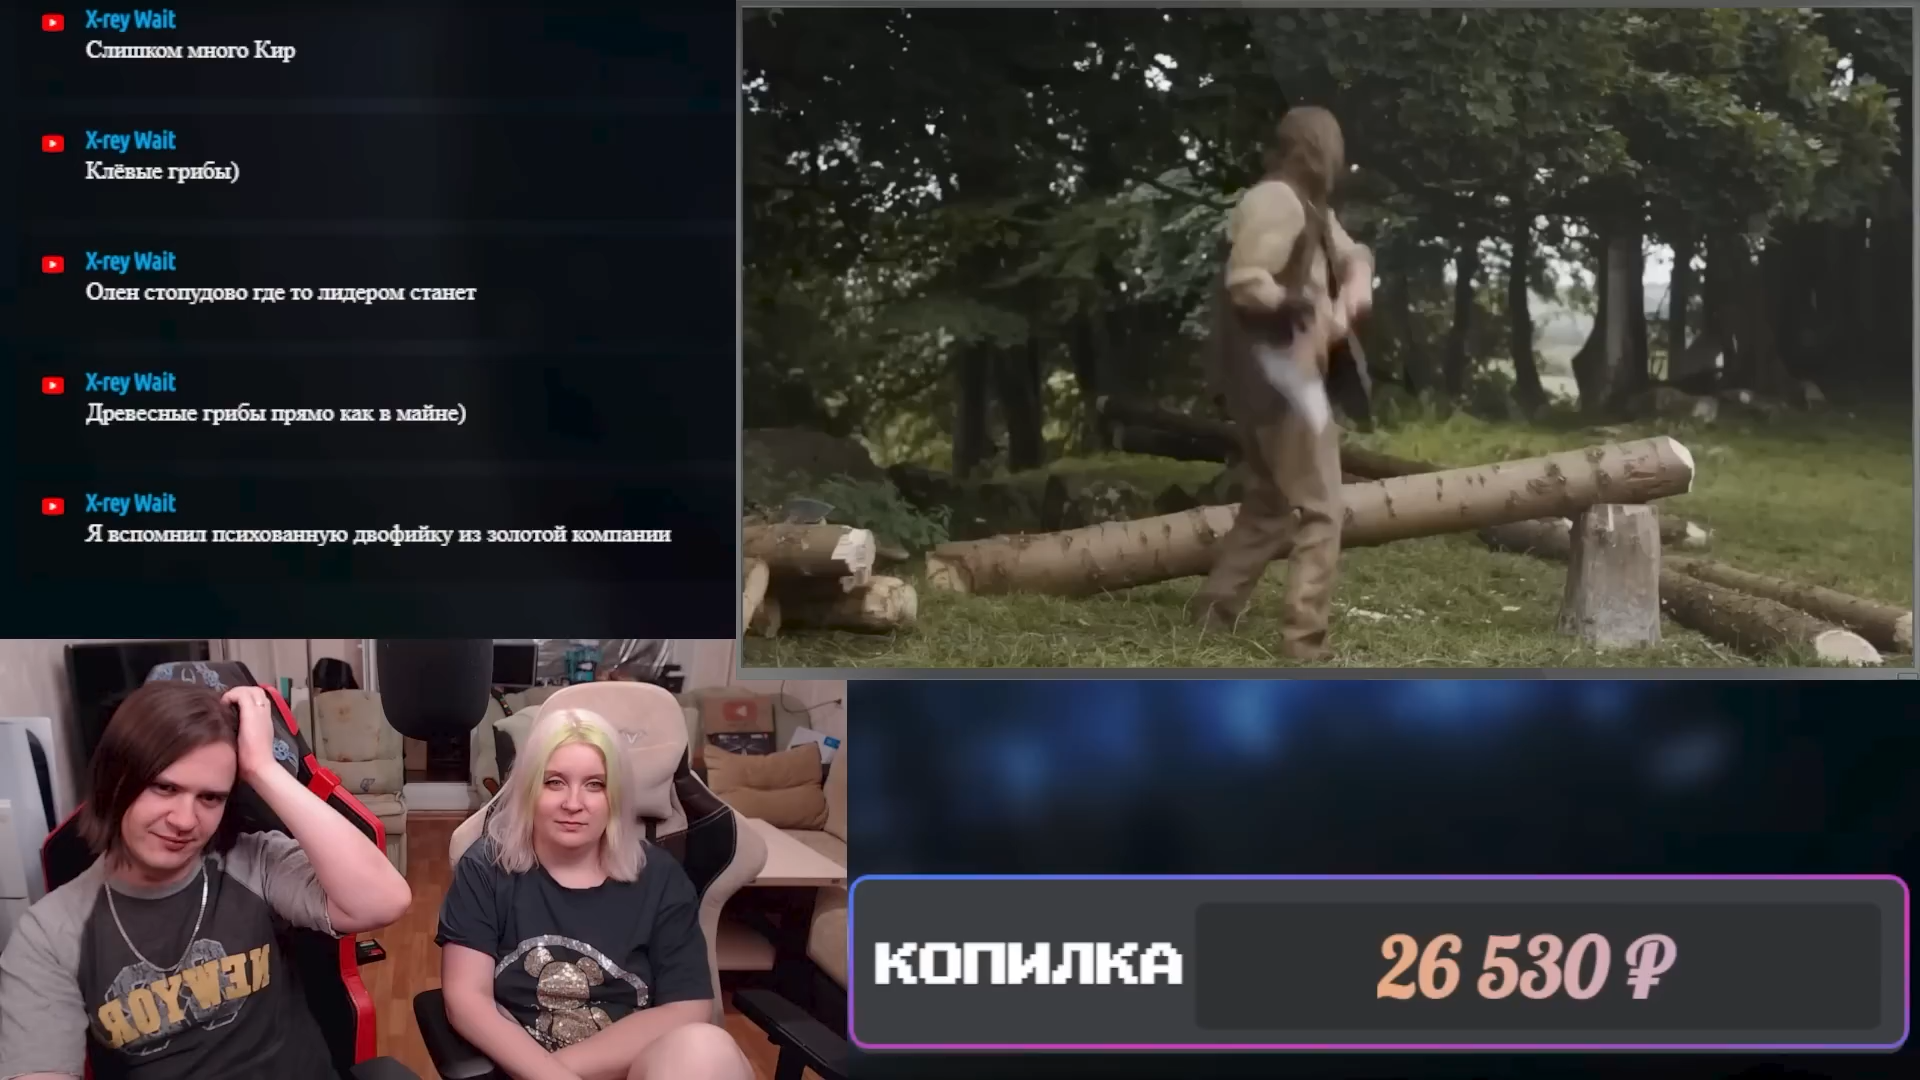 X-rey Wait
Слишком много Кир
X-rey Wait
Клёвые грибы)
X-rey Wait
Олен стопудово где то лидером станет
X-rey Wait
Древесные грибы прямо как в майне)
X-rey Wait
Я вспомнил психованную двофийку из золотой компании
NEWYOR
КОПИЛКА
26 530 ₽